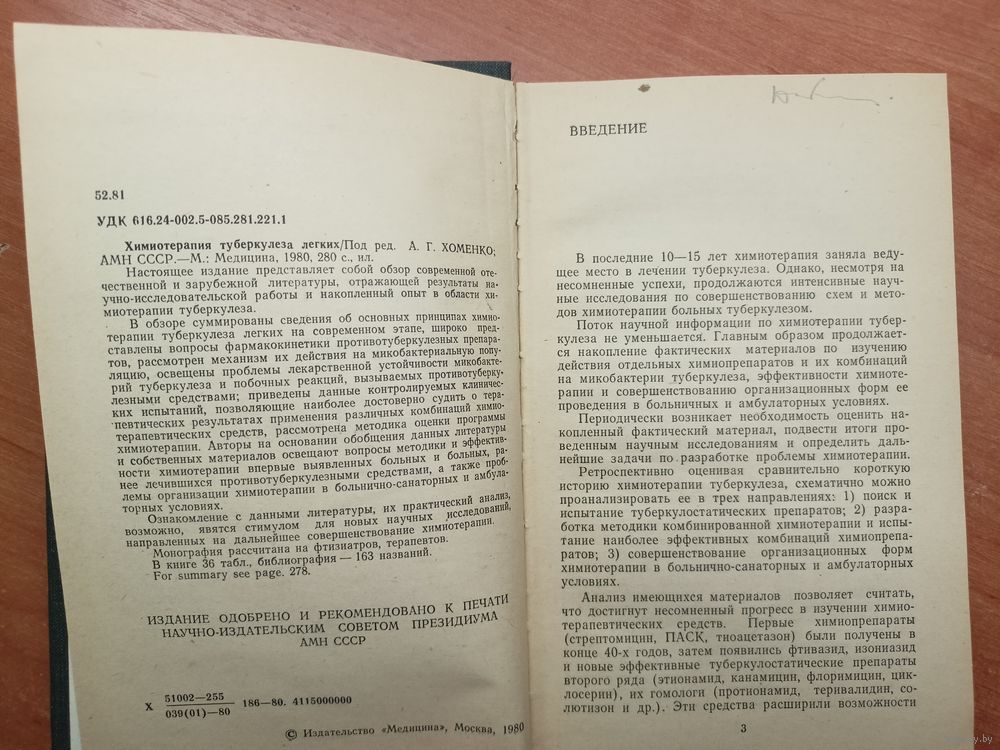 52.81
УДК 616.24-002.5-085.281.221.1
Химиотерапия туберкулеза легких/Под ред. А. Г. ХОМЕНКО;
АМН СССР.—М.: Медицина, 1980, 280 с., ил.
Настоящее издание представляет собой обзор современной оте-
чественной и зарубежной литературы, отражающей результаты на-
учно-исследовательской работы и накопленный опыт в области хи-
миотерапии туберкулеза.
В обзоре суммированы сведения об основных принципах химио-
терапии туберкулеза легких на современном этапе, широко пред-
ставлены вопросы фармакокинетики противотуберкулезных препара-
тов, рассмотрен механизм их действия на микобактериальную попу-
ляцию, освещены проблемы лекарственной устойчивости микобакте-
рий туберкулеза и побочных реакций, вызываемых противотуберку-
лезными средствами; приведены данные контролируемых клиничес-
ких испытаний, позволяющие наиболее достоверно судить о тера-
певтических результатах применения различных комбинаций химио-
терапевтических средств, рассмотрена методика оценки программы
химиотерапии. Авторы на основании обобщения данных литературы
и собственных материалов освещают вопросы методики и эффектив-
ности химиотерапии впервые выявленных больных и больных, ра-
нее лечившихся противотуберкулезными средствами, а также проб-
лемы организации химиотерапии в больнично-санаторных и амбула-
торных условиях.
Ознакомление с данными литературы, их практический анализ,
возможно, явятся стимулом для новых научных исследований,
направленных на дальнейшее совершенствование химиотерапии.
Монография рассчитана на фтизиатров, терапевтов.
В книге 36 табл., библиография — 163 названий.
For summary see page. 278.
ИЗДАНИЕ ОДОБРЕНО И РЕКОМЕНДОВАНО К ПЕЧАТИ
НАУЧНО-ИЗДАТЕЛЬСКИМ СОВЕТОМ ПРЕЗИДИУМА
АМН СССР
Х 51002—255
039(01)—80 186—80. 4115000000
© Издательство «Медицина», Москва, 1980
ВВЕДЕНИЕ
В последние 10—15 лет химиотерапия заняла веду-
щее место в лечении туберкулеза. Однако, несмотря на
несомненные успехи, продолжаются интенсивные науч-
ные исследования по совершенствованию схем и мето-
дов химиотерапии больных туберкулезом.
Поток научной информации по химиотерапии тубер-
кулеза не уменьшается. Главным образом продолжает-
ся накопление фактических материалов по изучению
действия отдельных химиопрепаратов и их комбинаций
на микобактерии туберкулеза, эффективности химиоте-
рапии и совершенствованию организационных форм ее
проведения в больничных и амбулаторных условиях.
Периодически возникает необходимость оценить на-
копленный фактический материал, подвести итоги про-
веденным научным исследованиям и определить даль-
нейшие задачи по разработке проблемы химиотерапии.
Ретроспективно оценивая сравнительно короткую
историю химиотерапии туберкулеза, схематично можно
проанализировать ее в трех направлениях: 1) поиск и
испытание туберкулостатических препаратов; 2) разра-
ботка методики комбинированной химиотерапии и испы-
тание наиболее эффективных комбинаций химиопрепа-
ратов; 3) совершенствование организационных форм
химиотерапии в больнично-санаторных и амбулаторных
условиях.
Анализ имеющихся материалов позволяет считать,
что достигнут несомненный прогресс в изучении химио-
терапевтических средств. Первые химиопрепараты
(стрептомицин, ПАСК, тиоацетазон) были получены в
конце 40-х годов, затем появились фтивазид, изониазид
и новые эффективные туберкулостатические препараты
второго ряда (этионамид, канамицин, флоримицин, цик-
лосерин), их гомологи (протионамид, теривалидин, со-
лютизон и др.). Эти средства расширили возможности
3